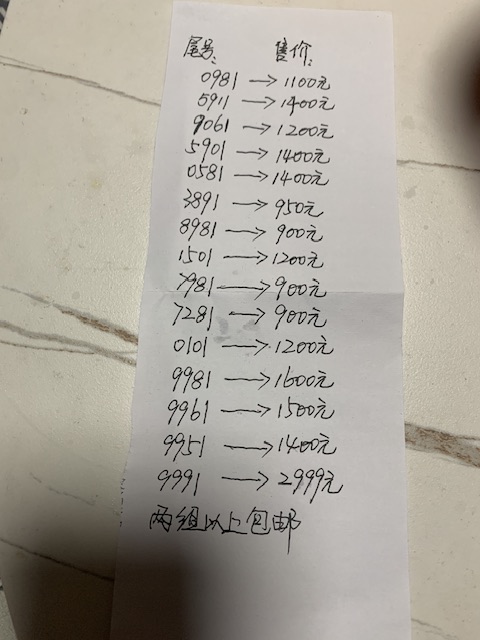 尾号: 售价:
0981→1100元
5911→1400元
9061→1200元
5901→1400元
0581→1400元
3891→950元
8981→900元
1501→1200元
7981→900元
7281→900元
0101→1200元
9981→1600元
9961→1500元
9951→1400元
9991→2999元
两组以上包邮